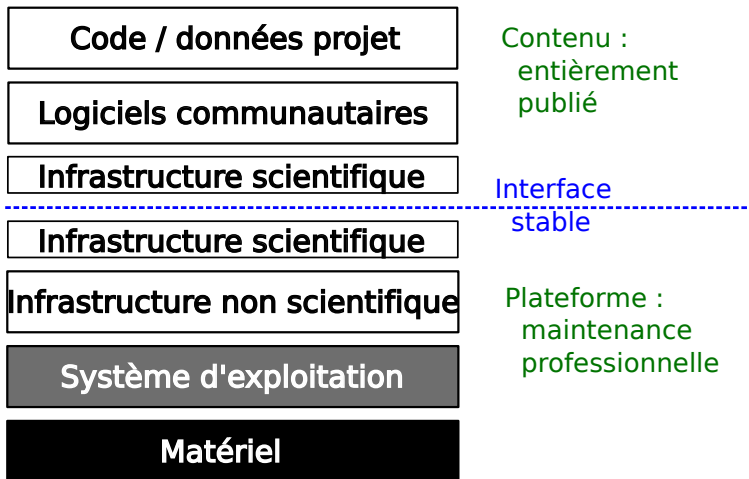 Code / données projet
Contenu :
entièrement
publié
Logiciels communautaires
Infrastructure scientifique
Interface
stable
Infrastructure scientifique
Infrastructure non scientifique
Plateforme :
maintenance
professionnelle
Système d'exploitation
Matériel